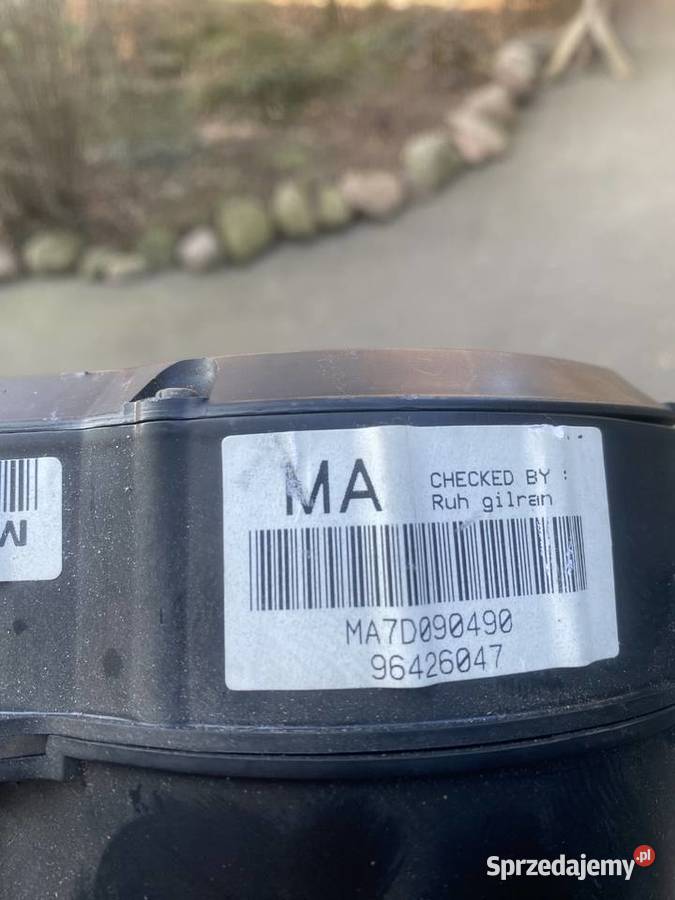 MA
CHECKED BY :
Ruh gilran
MA7D090490
96426047
M
Sprzedajemy.pl